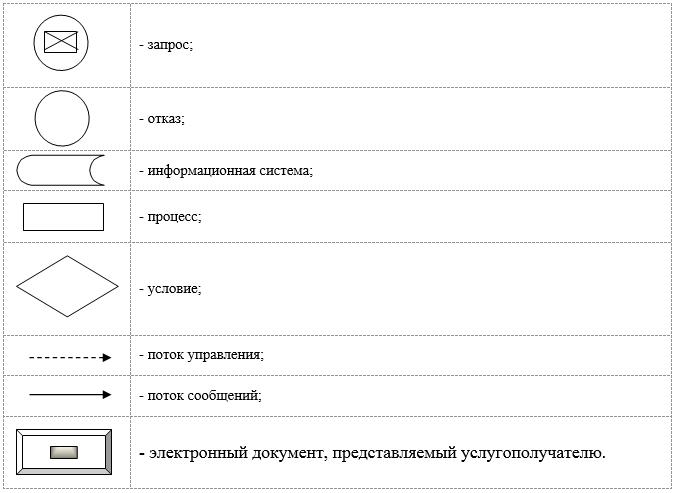 - запрос;
- отказ;
- информационная система;
- процесс;
- условие;
- поток управления;
- поток сообщений;
- электронный документ, представляемый услугополучателю.